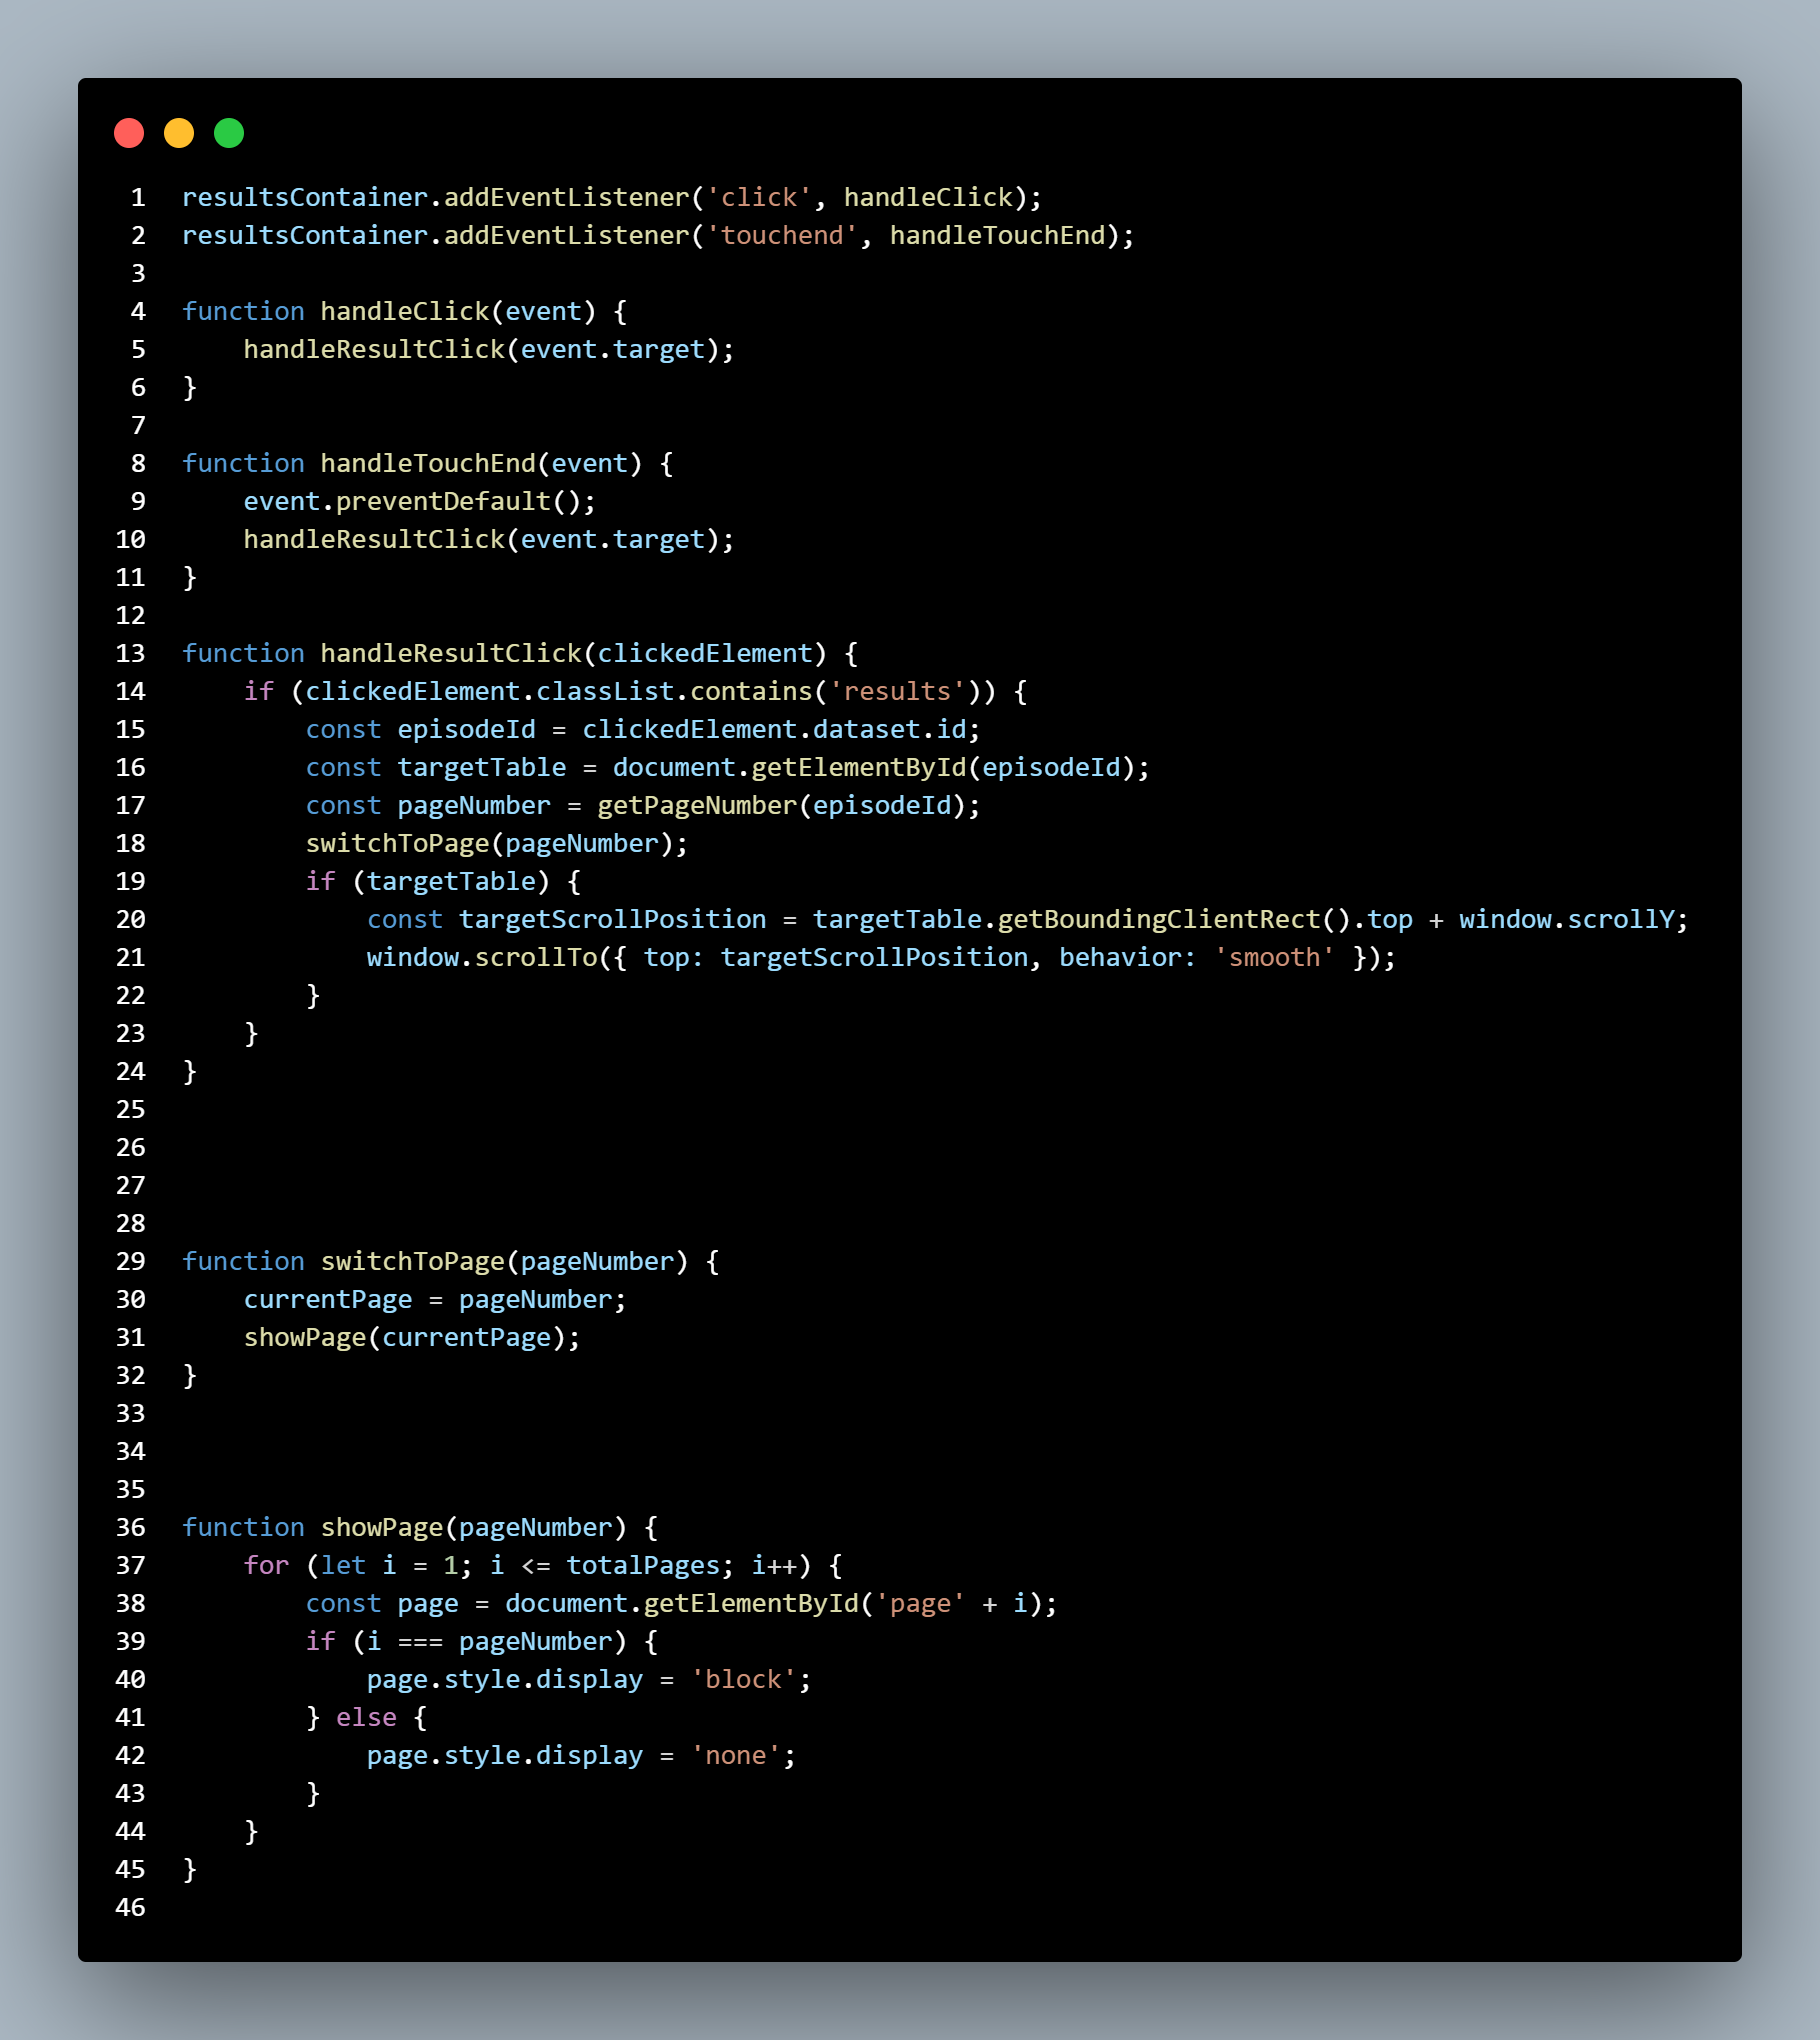 1 resultsContainer.addEventListener('click', handleClick);
2 resultsContainer.addEventListener('touchend', handleTouchEnd);
3
4 function handleClick(event) {
5     handleResultClick(event.target);
6 }
7
8 function handleTouchEnd(event) {
9     event.preventDefault();
10     handleResultClick(event.target);
11 }
12
13 function handleResultClick(clickedElement) {
14     if (clickedElement.classList.contains('results')) {
15         const episodeId = clickedElement.dataset.id;
16         const targetTable = document.getElementById(episodeId);
17         const pageNumber = getPageNumber(episodeId);
18         switchToPage(pageNumber);
19         if (targetTable) {
20             const targetScrollPosition = targetTable.getBoundingClientRect().top + window.scrollY;
21             window.scrollTo({ top: targetScrollPosition, behavior: 'smooth' });
22         }
23     }
24 }
25
26
27
28
29 function switchToPage(pageNumber) {
30     currentPage = pageNumber;
31     showPage(currentPage);
32 }
33
34
35
36 function showPage(pageNumber) {
37     for (let i = 1; i <= totalPages; i++) {
38         const page = document.getElementById('page' + i);
39         if (i === pageNumber) {
40             page.style.display = 'block';
41         } else {
42             page.style.display = 'none';
43         }
44     }
45 }
46